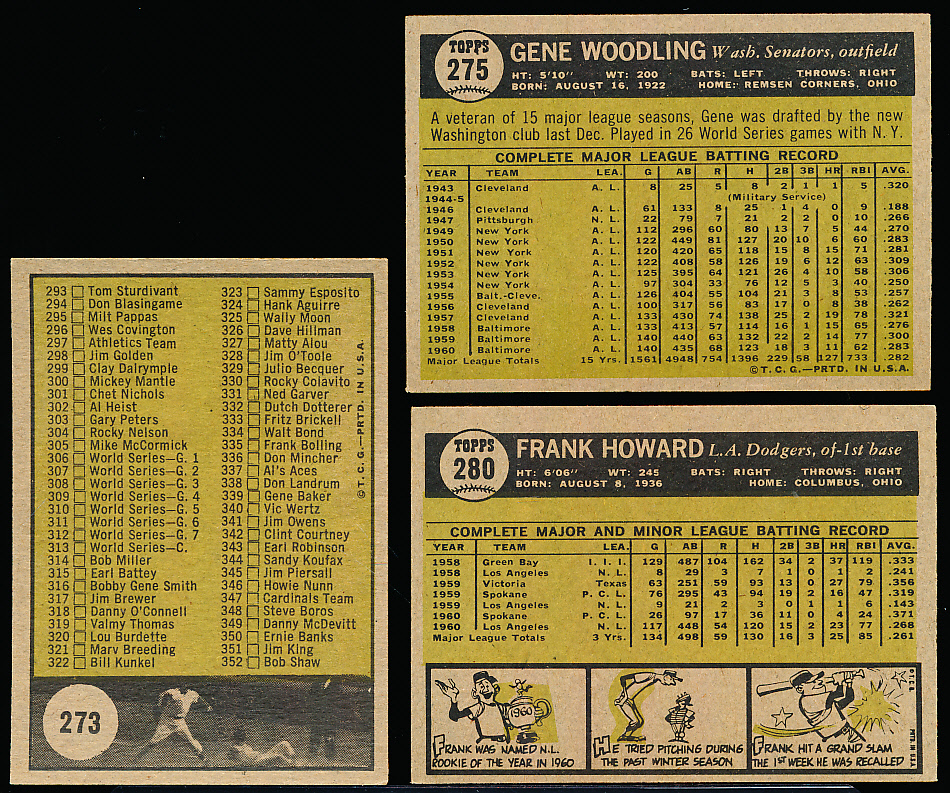 TOPPS
275
GENE WOODLING Wash. Senators, outfield
HT: 5'10" WT: 200 BATS: LEFT THROWS: RIGHT
BORN: AUGUST 16, 1922 HOME: REMSEN CORNERS, OHIO
A veteran of 15 major league seasons, Gene was drafted by the new
Washington club last Dec. Played in 26 World Series games with N. Y.
COMPLETE MAJOR LEAGUE BATTING RECORD
YEAR TEAM LEA. G AB R H 2B 3B HR RBI AVG.
1943 Cleveland A. L. 8 25 5 8 2 1 1 5 .320
1944-5 (Military Service)
1946 Cleveland A. L. 61 133 8 25 1 4 0 9 .188
1947 Pittsburgh N. L. 22 79 7 21 2 2 0 10 .266
1949 New York A. L. 112 296 60 80 13 7 5 44 .270
1950 New York A. L. 122 449 81 127 20 10 6 60 .283
1951 New York A. L. 120 420 65 118 15 8 15 71 .281
1952 New York A. L. 122 408 58 126 19 6 12 63 .309
1953 New York A. L. 125 395 64 121 26 4 10 58 .306
1954 New York A. L. 97 304 33 76 12 5 3 40 .250
1955 Balt.-Cleve. A. L. 126 404 55 104 21 3 8 53 .257
1956 Cleveland A. L. 100 317 56 83 17 0 8 38 .262
1957 Cleveland A. L. 133 430 74 138 25 2 19 78 .321
1958 Baltimore A. L. 133 413 57 114 16 1 15 65 .276
1959 Baltimore A. L. 140 440 63 132 22 2 14 77 .300
1960 Baltimore A. L. 140 435 68 123 18 3 11 62 .283
Major League Totals 15 Yrs. 1561 4948 754 1396 229 58 127 733 .282
© T. C. G.—PRTD. IN U.S.A.
293 Tom Sturdivant
294 Don Blasingame
295 Milt Pappas
296 Wes Covington
297 Athletics Team
298 Jim Golden
299 Clay Dalrymple
300 Mickey Mantle
301 Chet Nichols
302 Al Heist
303 Gary Peters
304 Rocky Nelson
305 Mike McCormick
306 World Series—G. 1
307 World Series—G. 2
308 World Series—G. 3
309 World Series—G. 4
310 World Series—G. 5
311 World Series—G. 6
312 World Series—G. 7
313 World Series—C.
314 Bob Miller
315 Earl Battey
316 Bobby Gene Smith
317 Jim Brewer
318 Danny O'Connell
319 Valmy Thomas
320 Lou Burdette
321 Marv Breeding
322 Bill Kunkel
323 Sammy Esposito
324 Hank Aguirre
325 Wally Moon
326 Dave Hillman
327 Matty Alou
328 Jim O'Toole
329 Julio Becquer
330 Rocky Colavito
331 Ned Garver
332 Dutch Dotterer
333 Fritz Brickell
334 Walt Bond
335 Frank Bolling
336 Don Mincher
337 Al's Aces
338 Don Landrum
339 Gene Baker
340 Vic Wertz
341 Jim Owens
342 Clint Courtney
343 Earl Robinson
344 Sandy Koufax
345 Jim Piersall
346 Howie Nunn
347 Cardinals Team
348 Steve Boros
349 Danny McDevitt
350 Ernie Banks
351 Jim King
352 Bob Shaw
© T. C. G.—PRTD. IN U.S.A.
273
TOPPS
280
FRANK HOWARD L.A. Dodgers, of-1st base
HT: 6'06" WT: 245 BATS: RIGHT THROWS: RIGHT
BORN: AUGUST 8, 1936 HOME: COLUMBUS, OHIO
COMPLETE MAJOR AND MINOR LEAGUE BATTING RECORD
YEAR TEAM LEA. G AB R H 2B 3B HR RBI AVG.
1958 Green Bay I. I. I. 129 487 104 162 34 2 37 119 .333
1958 Los Angeles N. L. 8 29 3 7 1 0 1 2 .241
1959 Victoria Texas 63 251 59 93 13 0 27 79 .356
1959 Spokane P. C. L. 76 295 43 94 19 2 16 47 .319
1959 Los Angeles N. L. 9 21 2 3 0 1 1 6 .143
1960 Spokane P. C. L. 26 97 17 36 11 0 4 24 .371
1960 Los Angeles N. L. 117 448 54 120 15 2 23 77 .268
Major League Totals 3 Yrs. 134 498 59 130 16 3 25 85 .261
1960
FRANK WAS NAMED N.L.
ROOKIE OF THE YEAR IN 1960
HE TRIED PITCHING DURING
THE PAST WINTER SEASON
FRANK HIT A GRAND SLAM
THE 1ST WEEK HE WAS RECALLED
© T.C.G. PRTD. IN U.S.A.